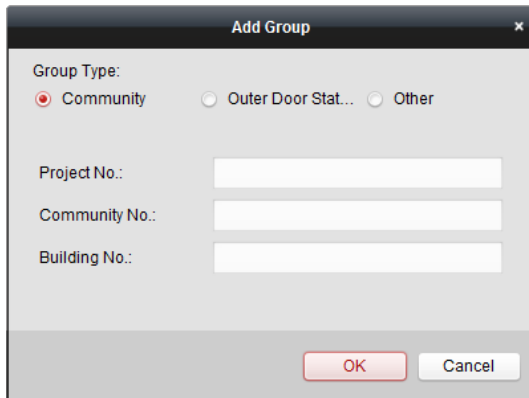 Add Group ×
Group Type:
Community Outer Door Stat... Other
Project No.:
Community No.:
Building No.:
OK Cancel